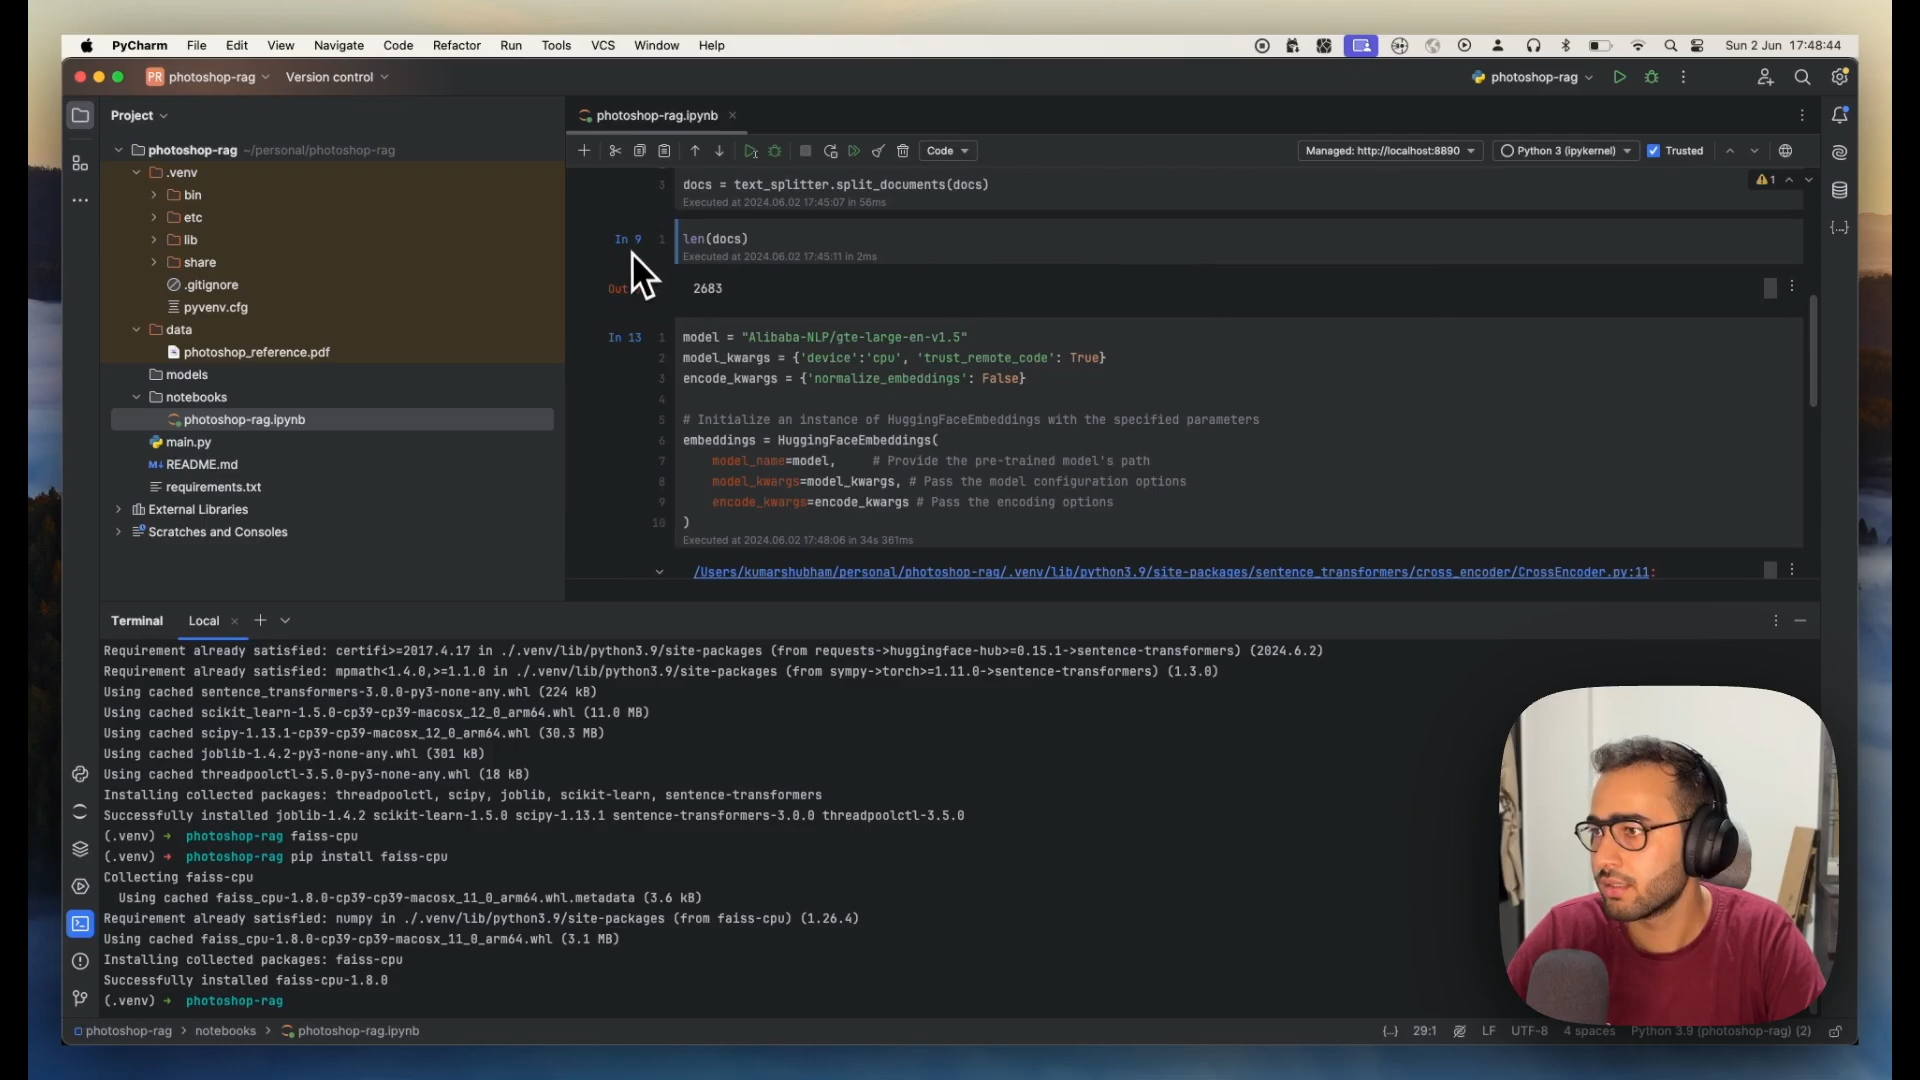 PyCharm File Edit View Navigate Code Refactor Run Tools VCS Window Help Sun 2 Jun 17:48:44
PR photoshop-rag Version control photoshop-rag
Project
photoshop-rag.ipynb
photoshop-rag ~/personal/photoshop-rag
Code Managed: http://localhost:8890 Python 3 (ipykernel) Trusted
.venv
bin
etc
lib
share
.gitignore
pyvenv.cfg
data
photoshop_reference.pdf
models
notebooks
photoshop-rag.ipynb
main.py
M↓ README.md
requirements.txt
External Libraries
Scratches and Consoles
3 docs = text_splitter.split_documents(docs)
1
Executed at 2024.06.02 17:45:07 in 56ms
In 9 1 len(docs)
Executed at 2024.06.02 17:45:11 in 2ms
Out 2683
In 13 1 model = "Alibaba-NLP/gte-large-en-v1.5"
2 model_kwargs = {'device':'cpu', 'trust_remote_code': True}
3 encode_kwargs = {'normalize_embeddings': False}
4
5 # Initialize an instance of HuggingFaceEmbeddings with the specified parameters
6 embeddings = HuggingFaceEmbeddings(
7 model_name=model, # Provide the pre-trained model's path
8 model_kwargs=model_kwargs, # Pass the model configuration options
9 encode_kwargs=encode_kwargs # Pass the encoding options
10 )
Executed at 2024.06.02 17:48:06 in 34s 361ms
/Users/kumarshubham/personal/photoshop-rag/.venv/lib/python3.9/site-packages/sentence_transformers/cross_encoder/CrossEncoder.py:11:
Terminal Local
Requirement already satisfied: certifi>=2017.4.17 in ./.venv/lib/python3.9/site-packages (from requests->huggingface-hub>=0.15.1->sentence-transformers) (2024.6.2)
Requirement already satisfied: mpmath<1.4.0,>=1.1.0 in ./.venv/lib/python3.9/site-packages (from sympy->torch>=1.11.0->sentence-transformers) (1.3.0)
Using cached sentence_transformers-3.0.0-py3-none-any.whl (224 kB)
Using cached scikit_learn-1.5.0-cp39-cp39-macosx_12_0_arm64.whl (11.0 MB)
Using cached scipy-1.13.1-cp39-cp39-macosx_12_0_arm64.whl (30.3 MB)
Using cached joblib-1.4.2-py3-none-any.whl (301 kB)
Using cached threadpoolctl-3.5.0-py3-none-any.whl (18 kB)
Installing collected packages: threadpoolctl, scipy, joblib, scikit-learn, sentence-transformers
Successfully installed joblib-1.4.2 scikit-learn-1.5.0 scipy-1.13.1 sentence-transformers-3.0.0 threadpoolctl-3.5.0
(.venv) → photoshop-rag faiss-cpu
(.venv) → photoshop-rag pip install faiss-cpu
Collecting faiss-cpu
Using cached faiss_cpu-1.8.0-cp39-cp39-macosx_11_0_arm64.whl.metadata (3.6 kB)
Requirement already satisfied: numpy in ./.venv/lib/python3.9/site-packages (from faiss-cpu) (1.26.4)
Using cached faiss_cpu-1.8.0-cp39-cp39-macosx_11_0_arm64.whl (3.1 MB)
Installing collected packages: faiss-cpu
Successfully installed faiss-cpu-1.8.0
(.venv) → photoshop-rag
photoshop-rag > notebooks > photoshop-rag.ipynb {..} 29:1 LF UTF-8 4 spaces Python 3.9 (photoshop-rag) (2)